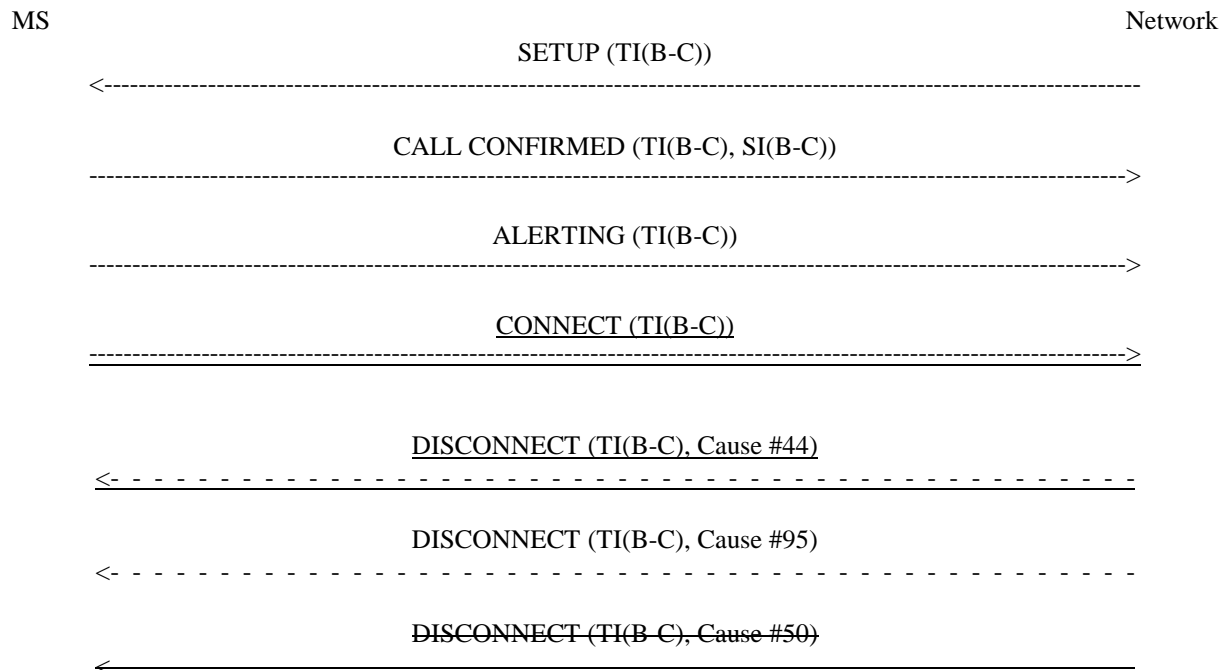 MS Network
SETUP (TI(B-C))
<----------------------------------------------------------------------------------------------------------------------
CALL CONFIRMED (TI(B-C), SI(B-C))
---------------------------------------------------------------------------------------------------------------------->
ALERTING (TI(B-C))
---------------------------------------------------------------------------------------------------------------------->
CONNECT (TI(B-C))
---------------------------------------------------------------------------------------------------------------------->
DISCONNECT (TI(B-C), Cause #44)
<- - - - - - - - - - - - - - - - - - - - - - - - - - - - - - - - - - - - - - - - - - - - - - -
DISCONNECT (TI(B-C), Cause #95)
<- - - - - - - - - - - - - - - - - - - - - - - - - - - - - - - - - - - - - - - - - - - - - - -
DISCONNECT (TI(B-C), Cause #50)